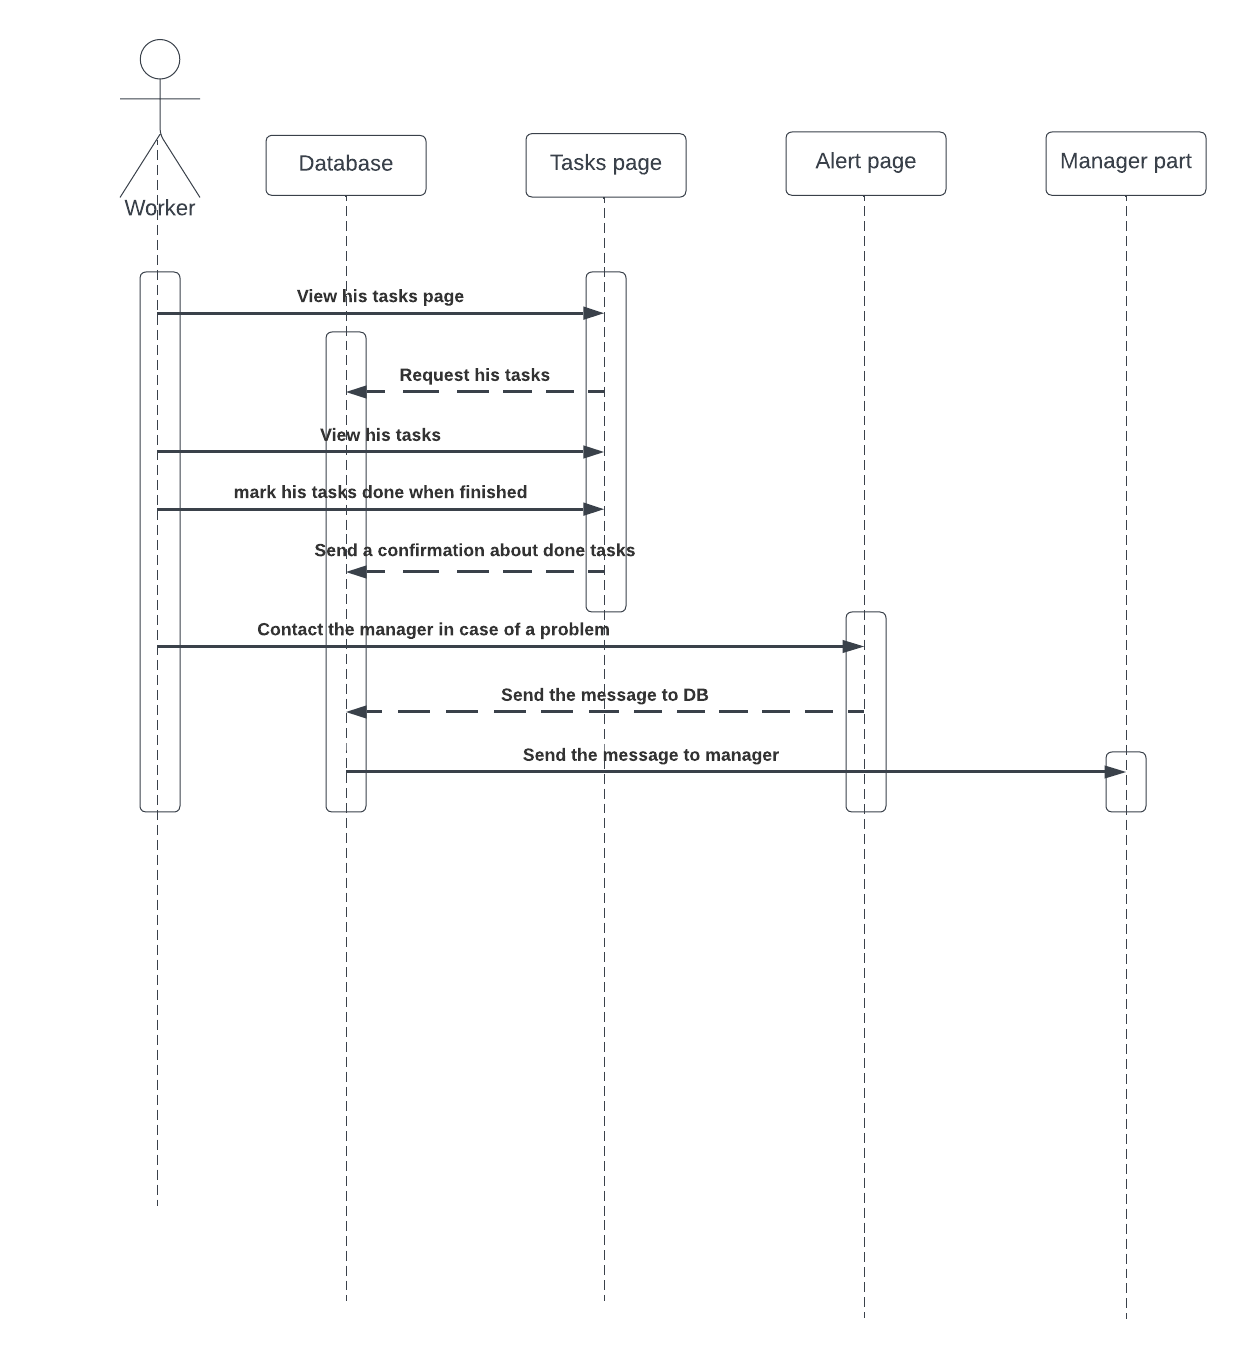 Worker
Database
Tasks page
Alert page
Manager part
View his tasks page
Request his tasks
View his tasks
mark his tasks done when finished
Send a confirmation about done tasks
Contact the manager in case of a problem
Send the message to DB
Send the message to manager